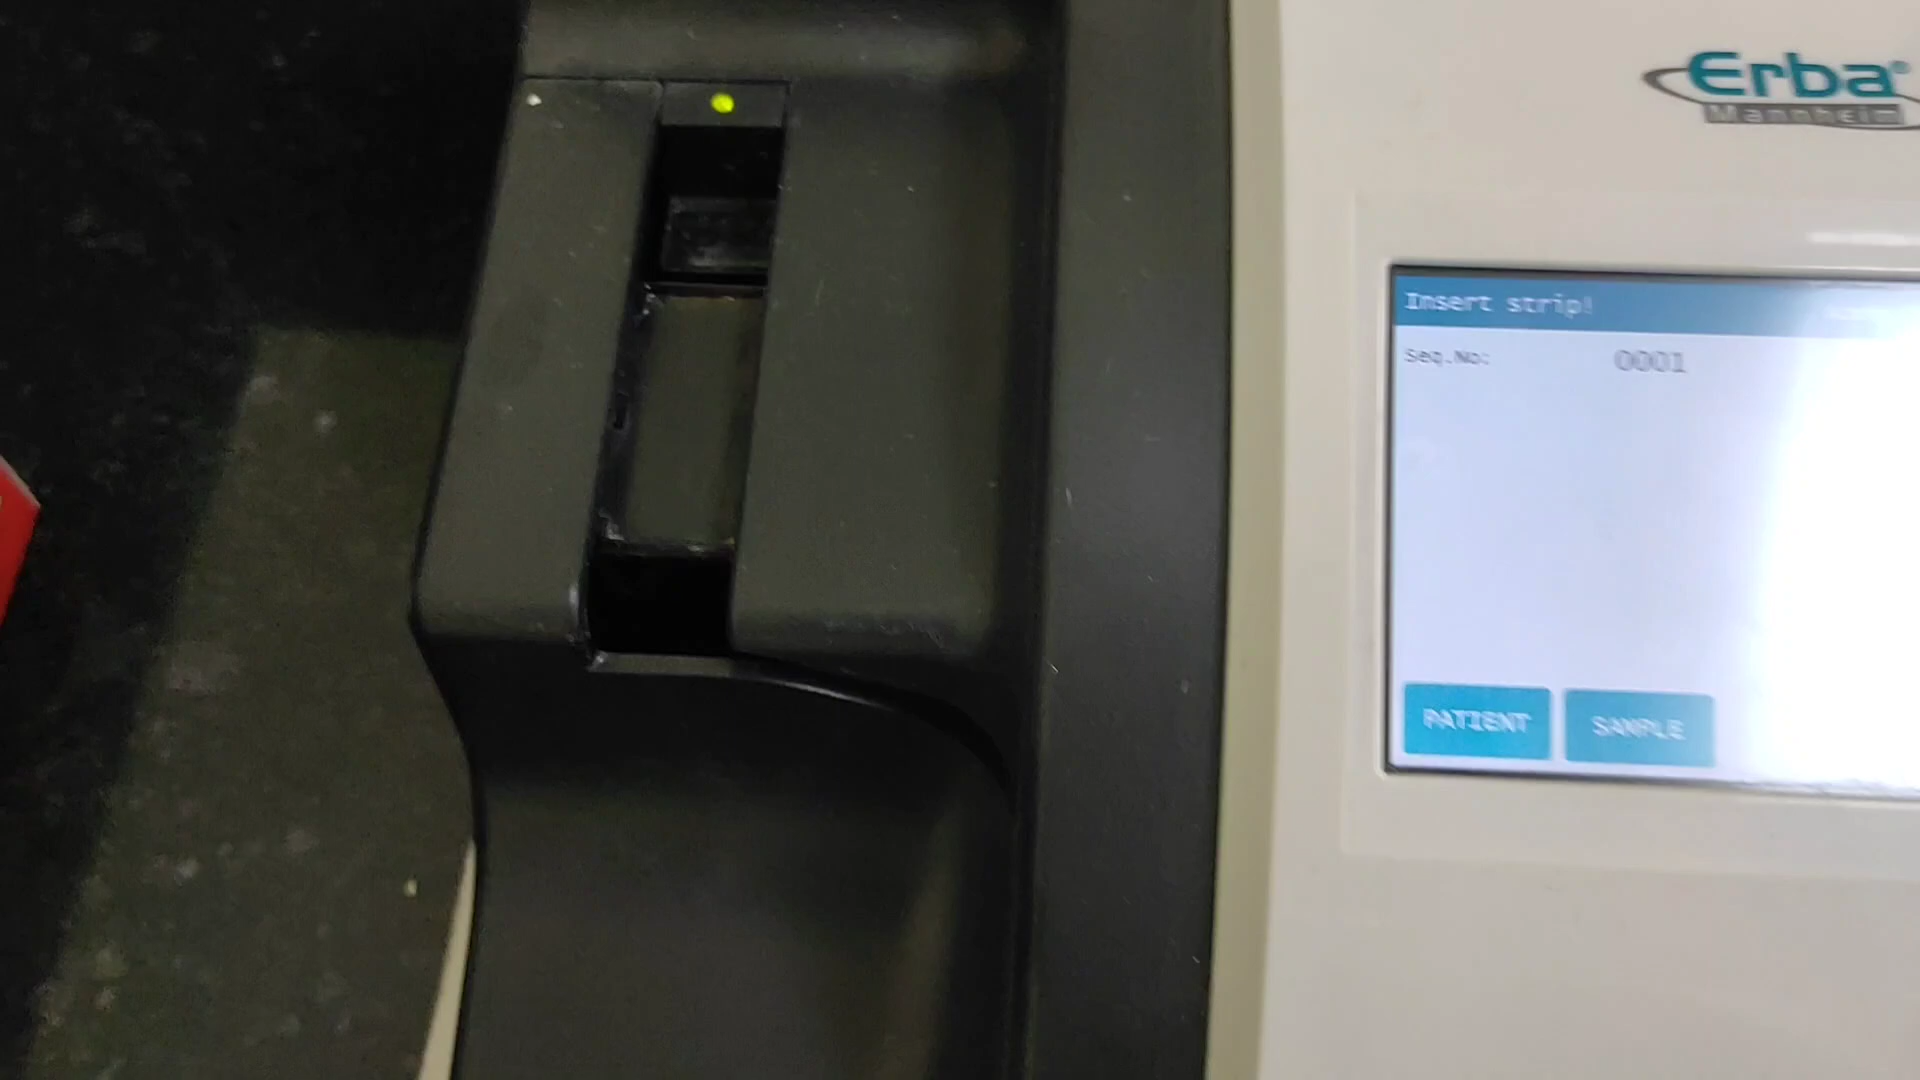 Erba
Mannheim
Insert strip!
Seq.No: 0001
PATIENT SAMPLE